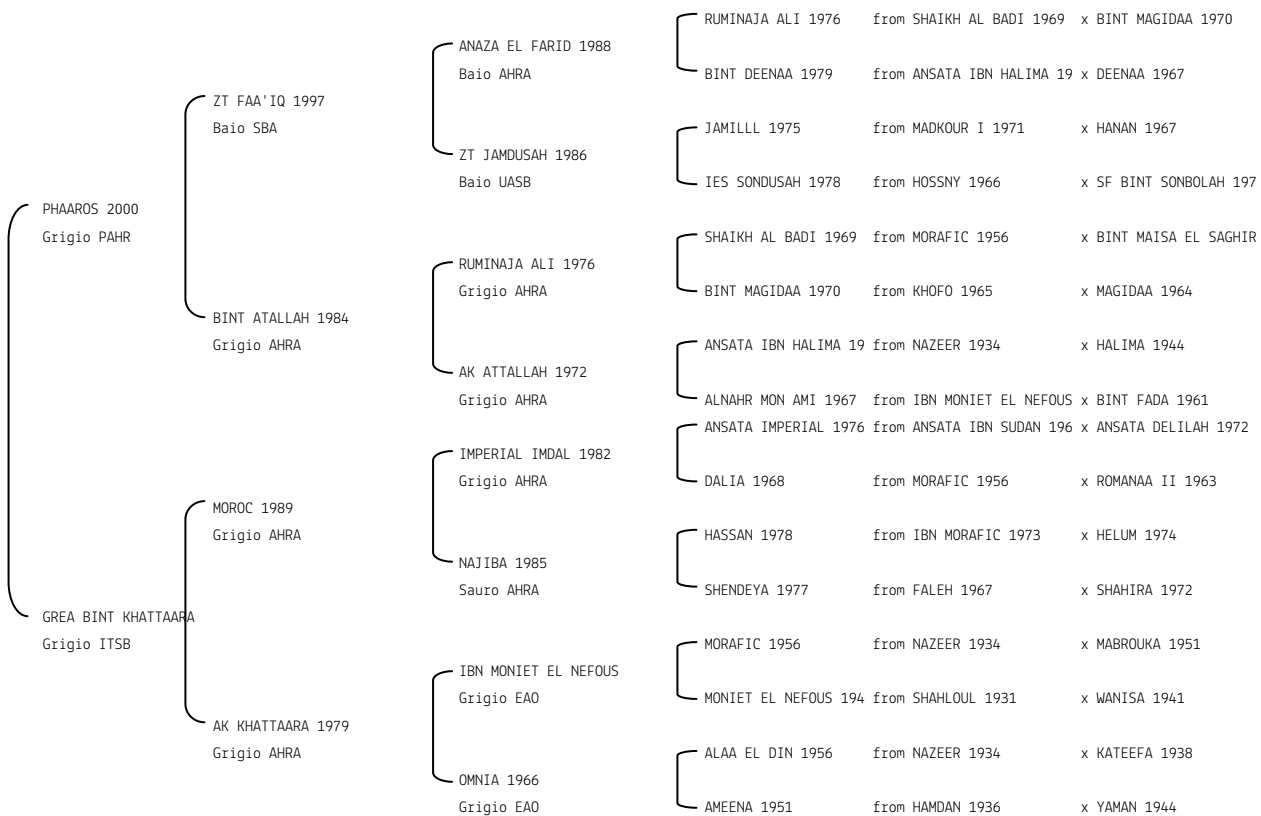 RUMINAJA ALI 1976 from SHAIKH AL BADI 1969 x BINT MAGIDAA 1970
ANAZA EL FARID 1988
Baio AHRA
BINT DEENAA 1979 from ANSATA IBN HALIMA 19 x DEENAA 1967
ZT FAA'IQ 1997
Baio SBA
JAMILLL 1975 from MADKOUR I 1971 x HANAN 1967
ZT JAMDUSAH 1986
Baio UASB
IES SONDUSAH 1978 from HOSSNY 1966 x SF BINT SONBOLAH 197
PHAAROS 2000
Grigio PAHR
SHAIKH AL BADI 1969 from MORAFIC 1956 x BINT MAISA EL SAGHIR
RUMINAJA ALI 1976
Grigio AHRA
BINT MAGIDAA 1970 from KHOFO 1965 x MAGIDAA 1964
BINT ATALLAH 1984
Grigio AHRA
ANSATA IBN HALIMA 19 from NAZEER 1934 x HALIMA 1944
AK ATTALLAH 1972
Grigio AHRA
ALNAHR MON AMI 1967 from IBN MONIET EL NEFOUS x BINT FADA 1961
ANSATA IMPERIAL 1976 from ANSATA IBN SUDAN 196 x ANSATA DELILAH 1972
IMPERIAL IMDAL 1982
Grigio AHRA
DALIA 1968 from MORAFIC 1956 x ROMANAA II 1963
MOROC 1989
Grigio AHRA
HASSAN 1978 from IBN MORAFIC 1973 x HELUM 1974
NAJIBA 1985
Sauro AHRA
SHENDEYA 1977 from FALEH 1967 x SHAHIRA 1972
GREA BINT KHATTAARA
Grigio ITSB
MORAFIC 1956 from NAZEER 1934 x MABROUKA 1951
IBN MONIET EL NEFOUS
Grigio EAO
MONIET EL NEFOUS 194 from SHAHLOUL 1931 x WANISA 1941
AK KHATTAARA 1979
Grigio AHRA
ALAA EL DIN 1956 from NAZEER 1934 x KATEEFA 1938
OMNIA 1966
Grigio EAO
AMEENA 1951 from HAMDAN 1936 x YAMAN 1944